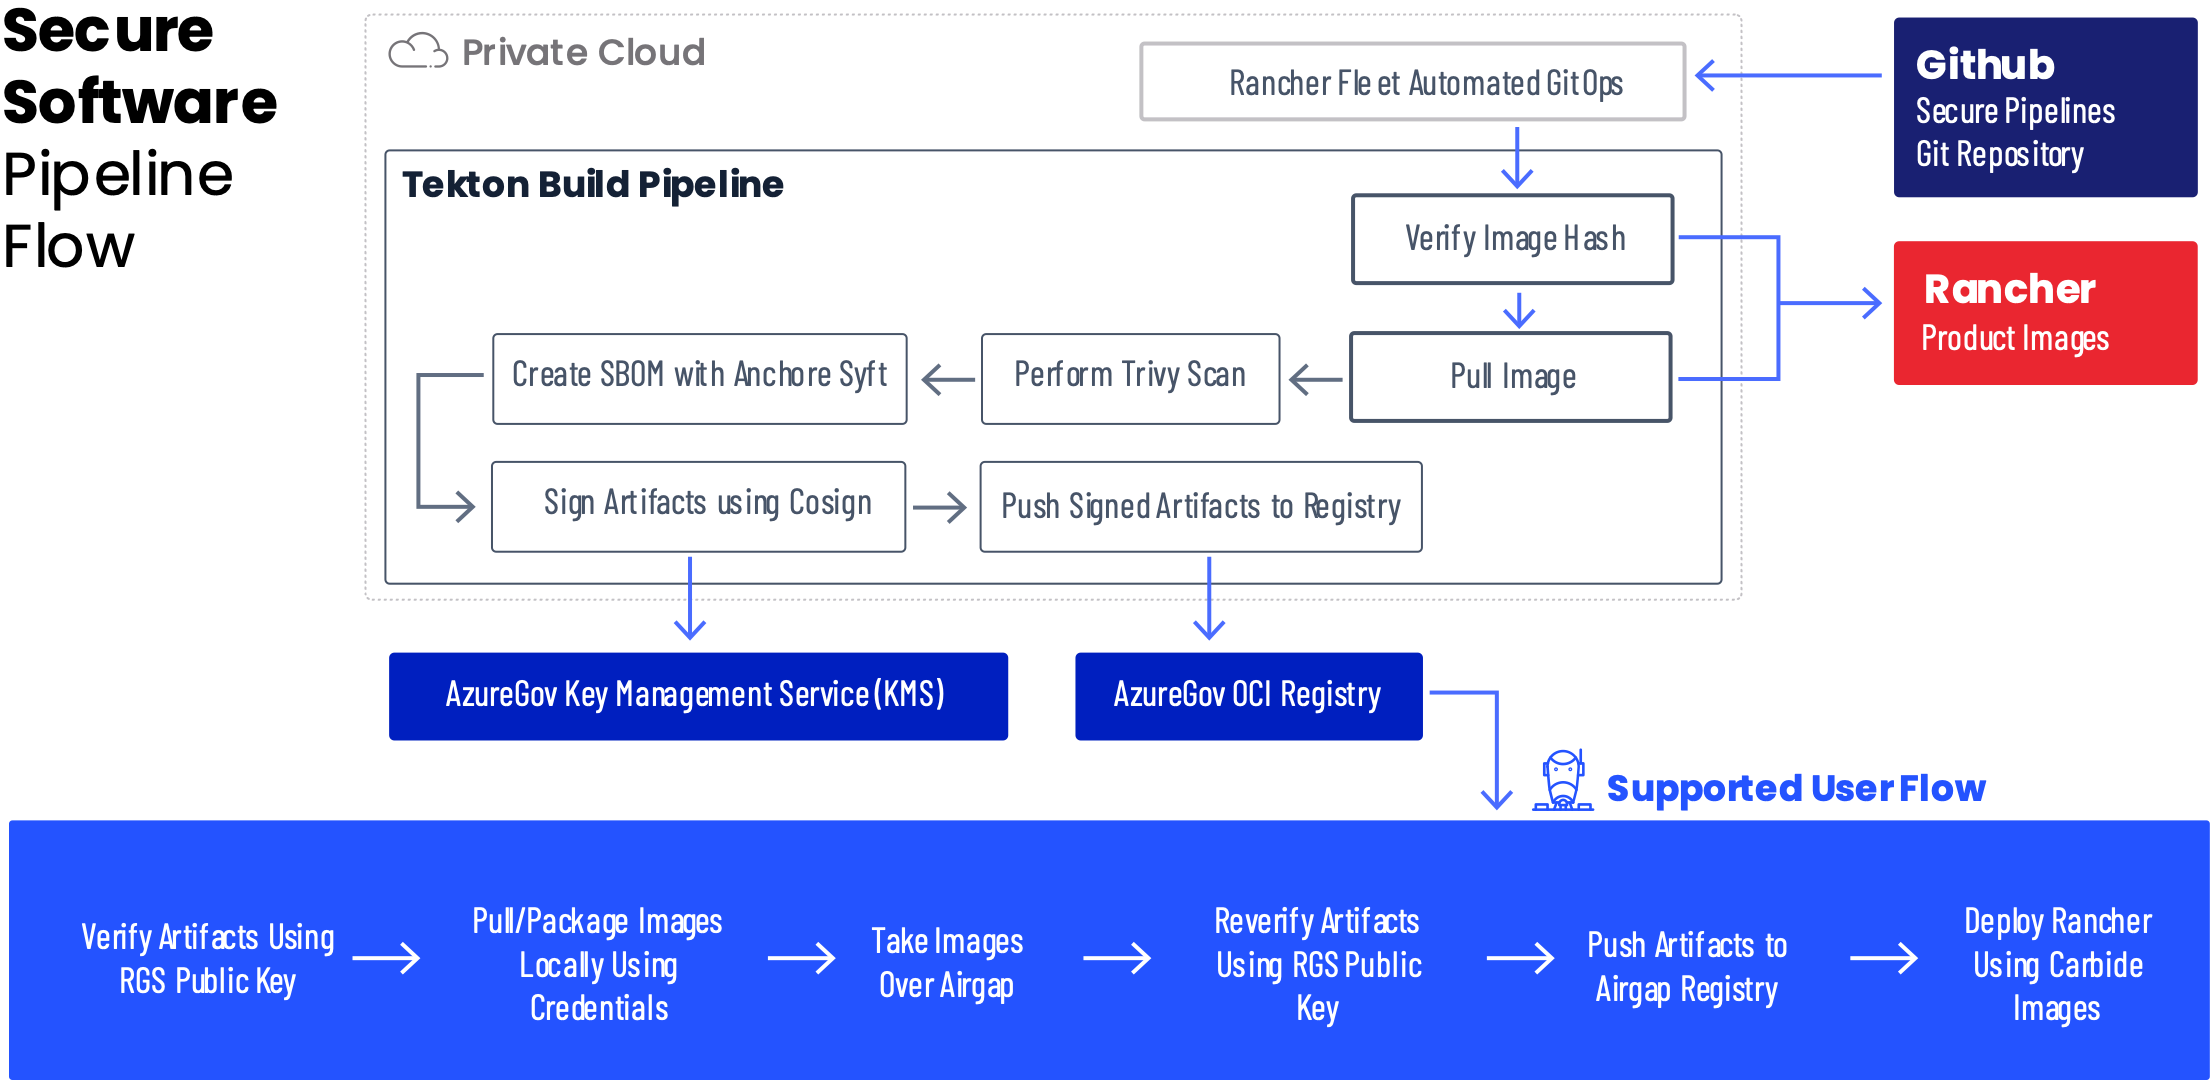 Secure
Software
Pipeline
Flow
Private Cloud
Rancher Fleet Automated GitOps
Github
Secure Pipelines
Git Repository
Tekton Build Pipeline
Verify Image Hash
Rancher
Product Images
Create SBOM with Anchore Syft
Perform Trivy Scan
Pull Image
Sign Artifacts using Cosign
Push Signed Artifacts to Registry
AzureGov Key Management Service (KMS)
AzureGov OCI Registry
Supported User Flow
Verify Artifacts Using
RGS Public Key
Pull/Package Images
Locally Using
Credentials
Take Images
Over Airgap
Reverify Artifacts
Using RGS Public
Key
Push Artifacts to
Airgap Registry
Deploy Rancher
Using Carbide
Images